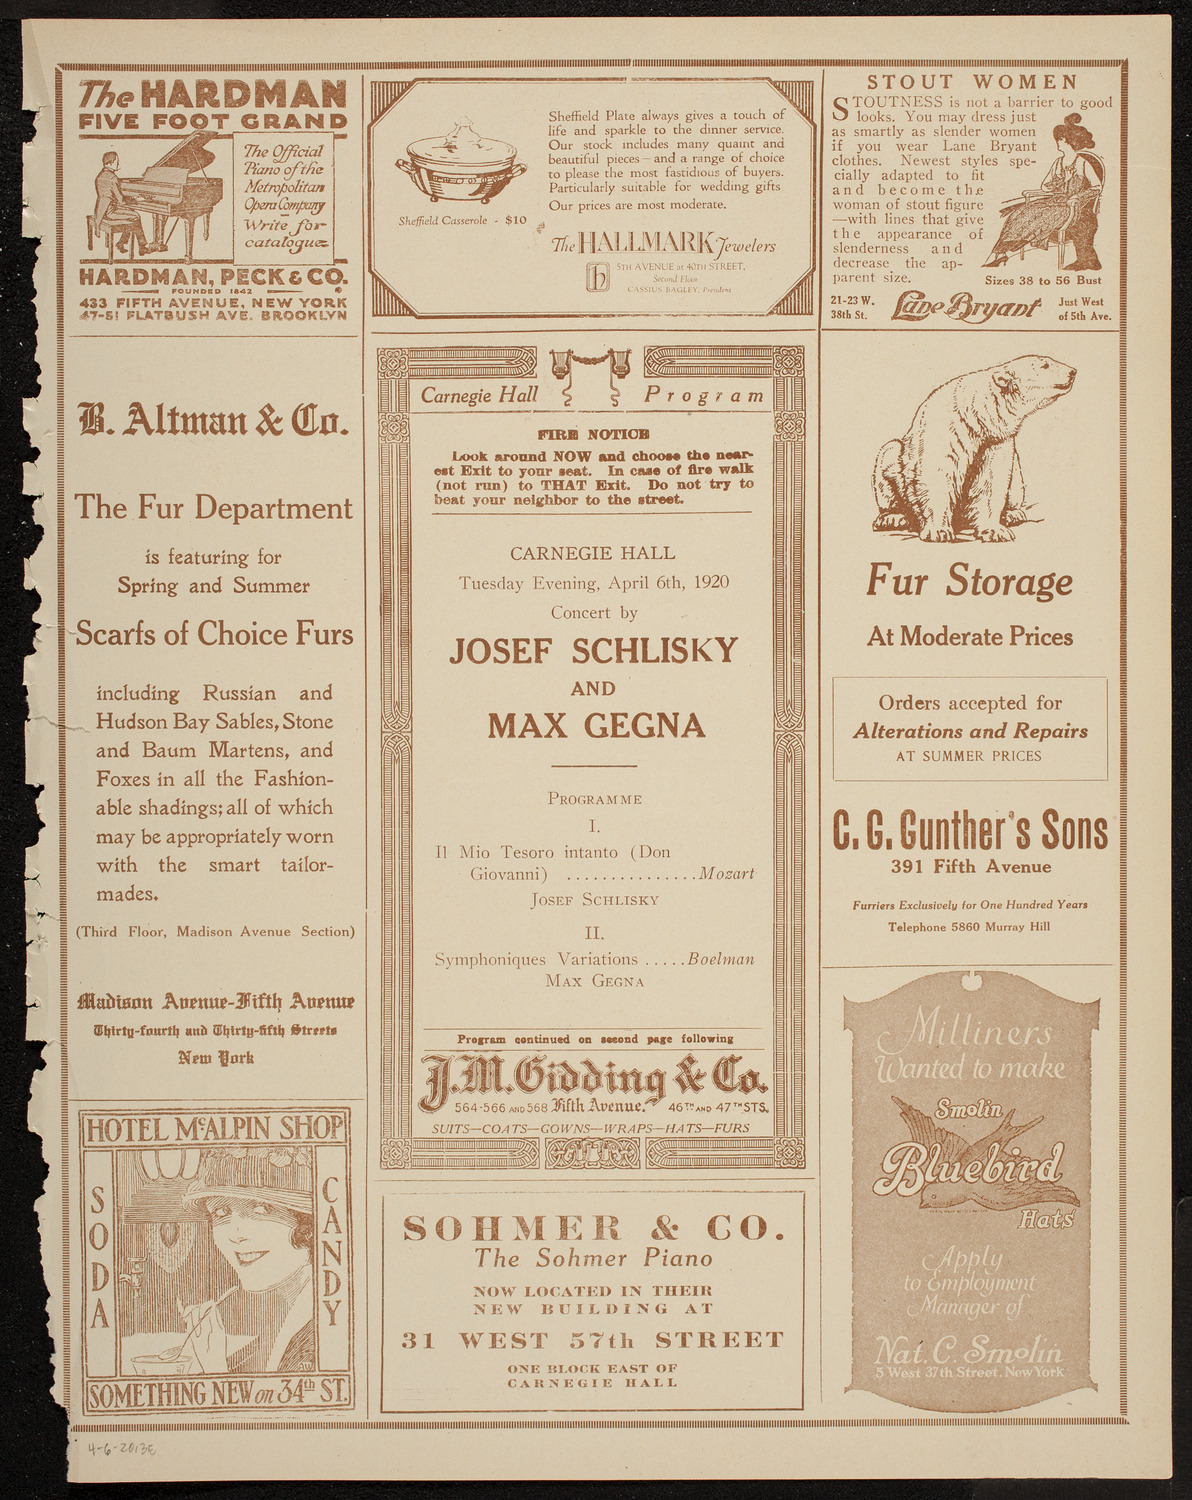 The HARDMAN
FIVE FOOT GRAND
The Official
Piano of the
Metropolitan
Opera Company
Write for
catalogue
HARDMAN, PECK & CO.
FOUNDED 1842
433 FIFTH AVENUE, NEW YORK
47-51 FLATBUSH AVE. BROOKLYN
B. Altman & Co.
The Fur Department
is featuring for
Spring and Summer
Scarfs of Choice Furs
including Russian and
Hudson Bay Sables, Stone
and Baum Martens, and
Foxes in all the Fashion-
able shadings; all of which
may be appropriately worn
with the smart tailor-
mades.
(Third Floor, Madison Avenue Section)
Madison Avenue-Fifth Avenue
Thirty-fourth and Thirty-fifth Streets
New York
HOTEL McALPIN SHOP
SODA
CANDY
SOMETHING NEW on 34th ST.
Sheffield Casserole - $10
Sheffield Plate always gives a touch of
life and sparkle to the dinner service.
Our stock includes many quaint and
beautiful pieces—and a range of choice
to please the most fastidious of buyers.
Particularly suitable for wedding gifts
Our prices are most moderate.
The HALLMARK Jewelers
h
5TH AVENUE at 40TH STREET,
Second Floor
CASSIUS BAGLEY, President
Carnegie Hall Program
FIRE NOTICE
Look around NOW and choose the near-
est Exit to your seat. In case of fire walk
(not run) to THAT Exit. Do not try to
beat your neighbor to the street.
CARNEGIE HALL
Tuesday Evening, April 6th, 1920
Concert by
JOSEF SCHLISKY
AND
MAX GEGNA
PROGRAMME
I.
Il Mio Tesoro intanto (Don
Giovanni) ...............Mozart
JOSEF SCHLISKY
II.
Symphoniques Variations .....Boelman
MAX GEGNA
Program continued on second page following
J.M. Gidding & Co.
564-566 AND 568 Fifth Avenue. 46TH AND 47TH STS.
SUITS—COATS—GOWNS—WRAPS—HATS—FURS
SOHMER & CO.
The Sohmer Piano
NOW LOCATED IN THEIR
NEW BUILDING AT
31 WEST 57th STREET
ONE BLOCK EAST OF
CARNEGIE HALL
STOUT WOMEN
STOUTNESS is not a barrier to good
looks. You may dress just
as smartly as slender women
if you wear Lane Bryant
clothes. Newest styles spe-
cially adapted to fit
and become the
woman of stout figure
—with lines that give
the appearance of
slenderness and
decrease the ap-
parent size.
Sizes 38 to 56 Bust
21-23 W.
38th St.
Lane Bryant
Just West
of 5th Ave.
Fur Storage
At Moderate Prices
Orders accepted for
Alterations and Repairs
AT SUMMER PRICES
C. G. Gunther's Sons
391 Fifth Avenue
Furriers Exclusively for One Hundred Years
Telephone 5860 Murray Hill
Milliners
Wanted to make
Smolin
Bluebird
Hats
Apply
to Employment
Manager of
Nat. C. Smolin
5 West 37th Street, New York
4-6-2013E